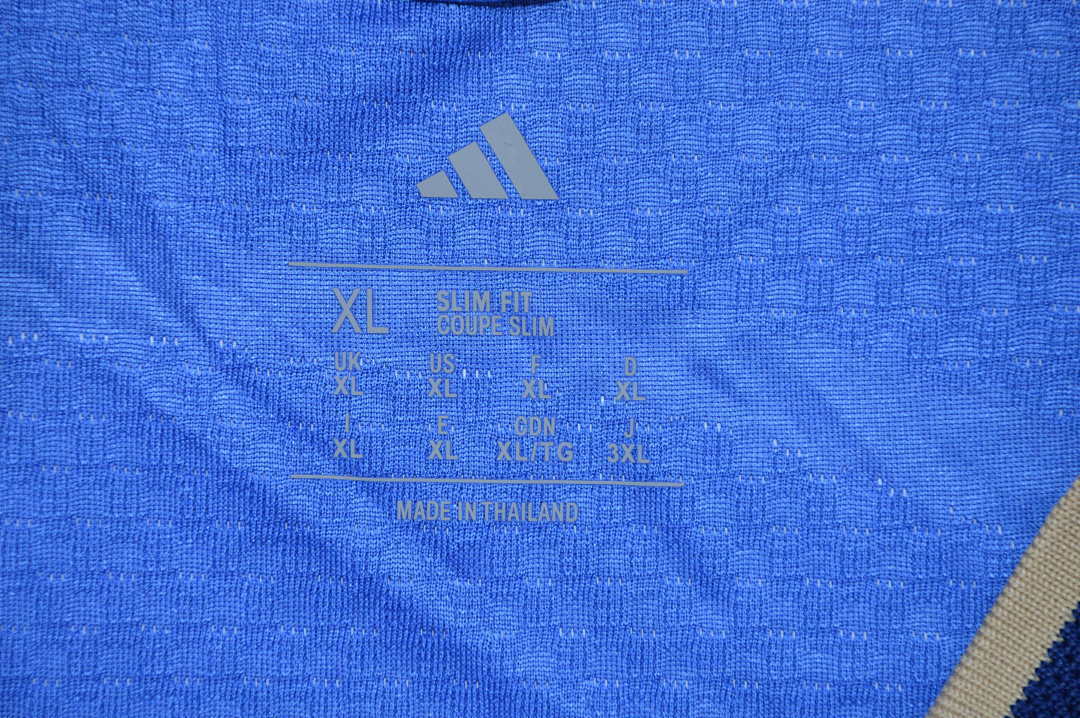 XL SLIM FIT
COUPE SLIM
UK US F D
XL XL XL XL
I E CDN J
XL XL XL/TG 3XL
MADE IN THAILAND